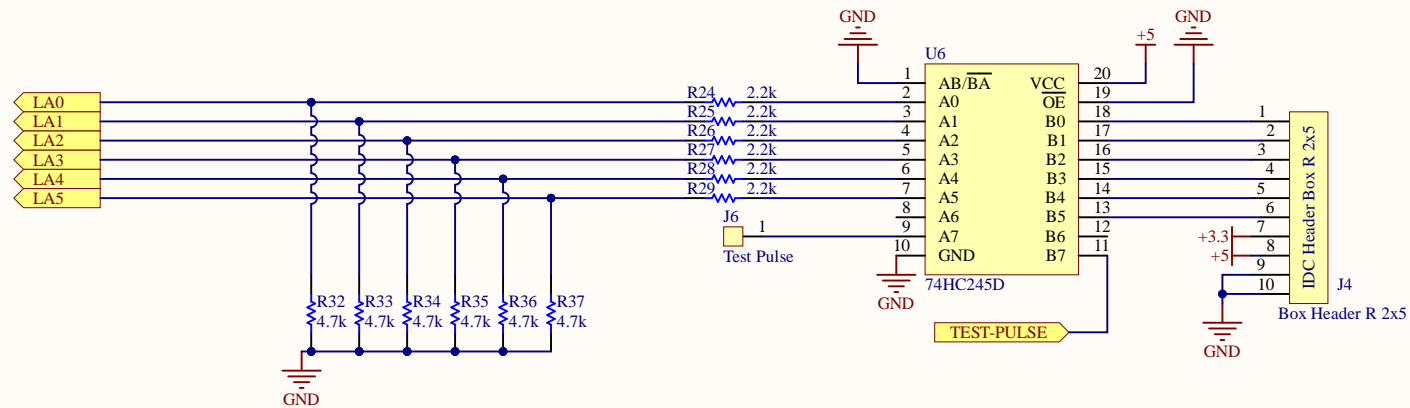 GND
GND
+5
U6
1
AB/BA
VCC
20
LA0
R24
2.2k
2
A0
OE
19
LA1
R25
2.2k
3
A1
B0
18
1
LA2
R26
2.2k
4
A2
B1
17
2
LA3
R27
2.2k
5
A3
B2
16
3
LA4
R28
2.2k
6
A4
B3
15
4
LA5
R29
2.2k
7
A5
B4
14
5
8
A6
B5
13
6
J6
1
9
A7
B6
12
7
+3.3
Test Pulse
10
GND
B7
11
8
+5
9
10
IDC Header Box R 2x5
J4
Box Header R 2x5
GND
74HC245D
GND
TEST-PULSE
R32
4.7k
R33
4.7k
R34
4.7k
R35
4.7k
R36
4.7k
R37
4.7k
GND